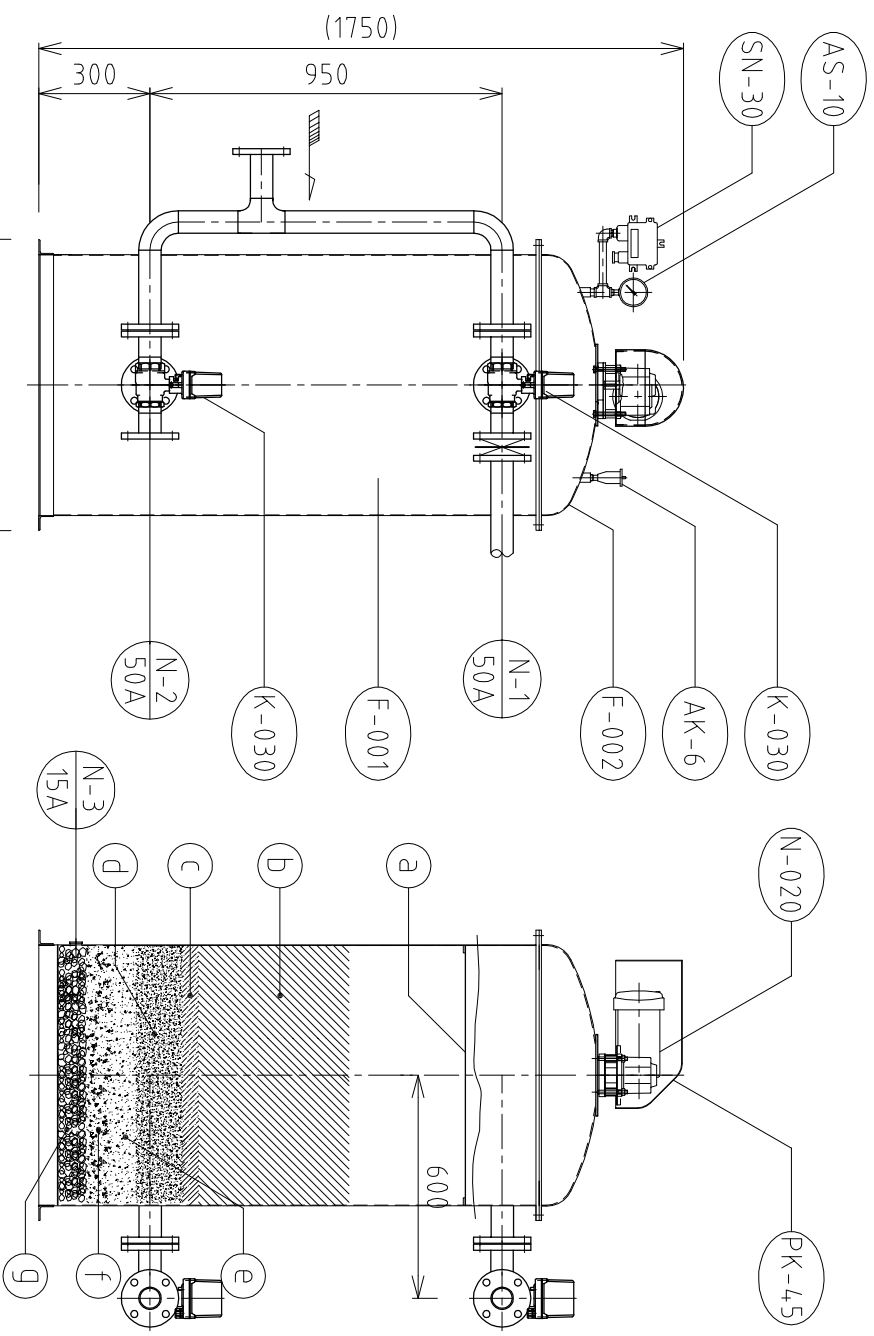 (1750)
300
950
SN-30
AS-10
K-030
AK-6
F-002
N-1
50A
F-001
K-030
N-2
50A
N-020
PK-45
N-3
15A
a
b
c
d
e
f
g
600